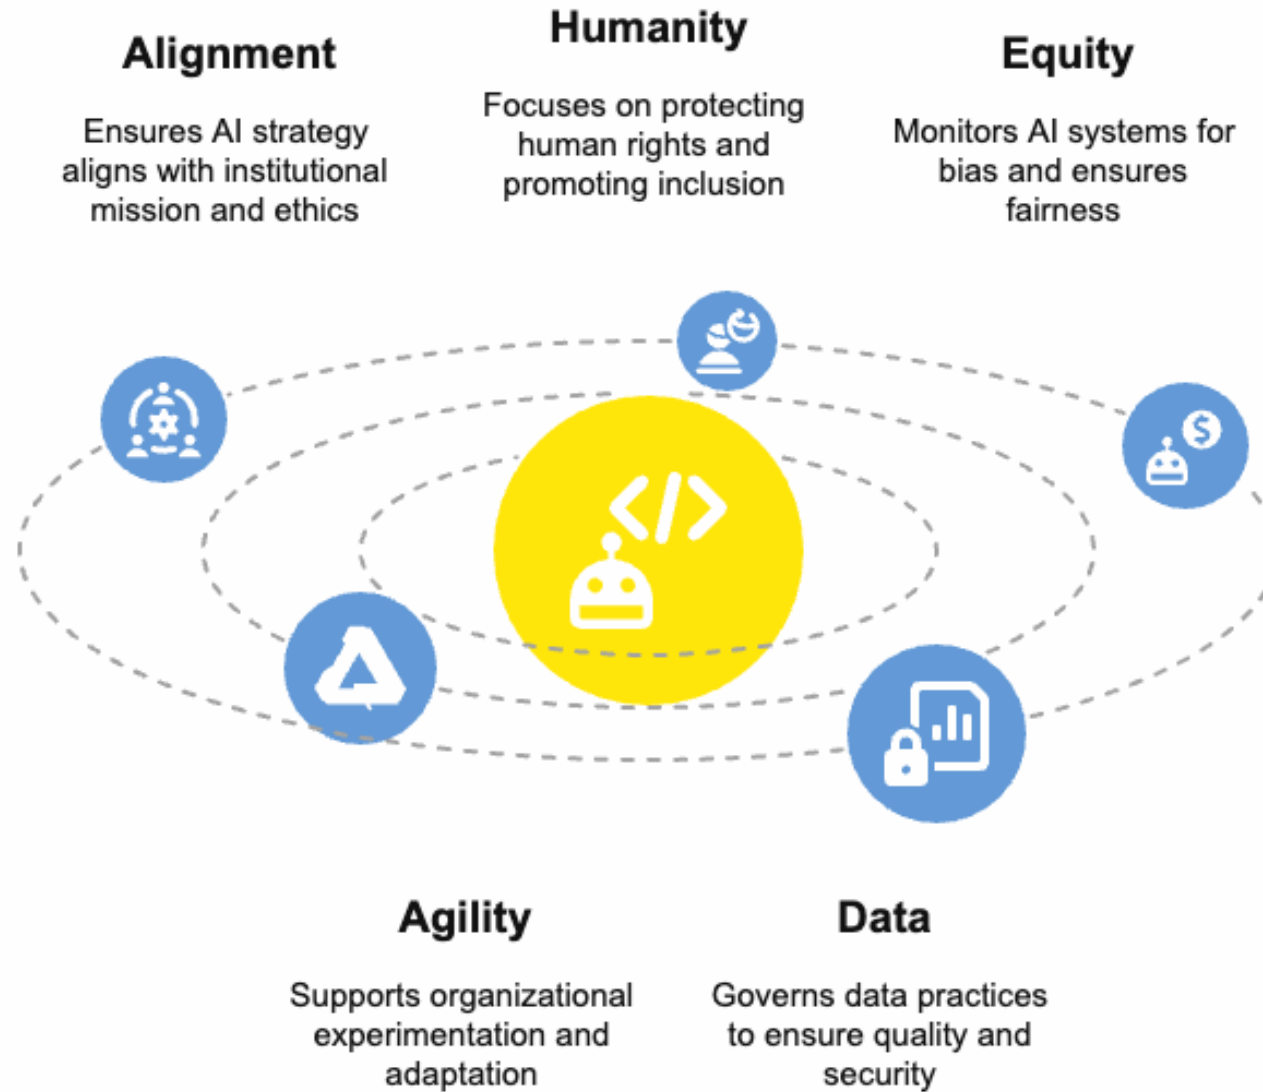 Alignment
Ensures AI strategy
aligns with institutional
mission and ethics
Humanity
Focuses on protecting
human rights and
promoting inclusion
Equity
Monitors AI systems for
bias and ensures
fairness
</>
$
Agility
Supports organizational
experimentation and
adaptation
Data
Governs data practices
to ensure quality and
security